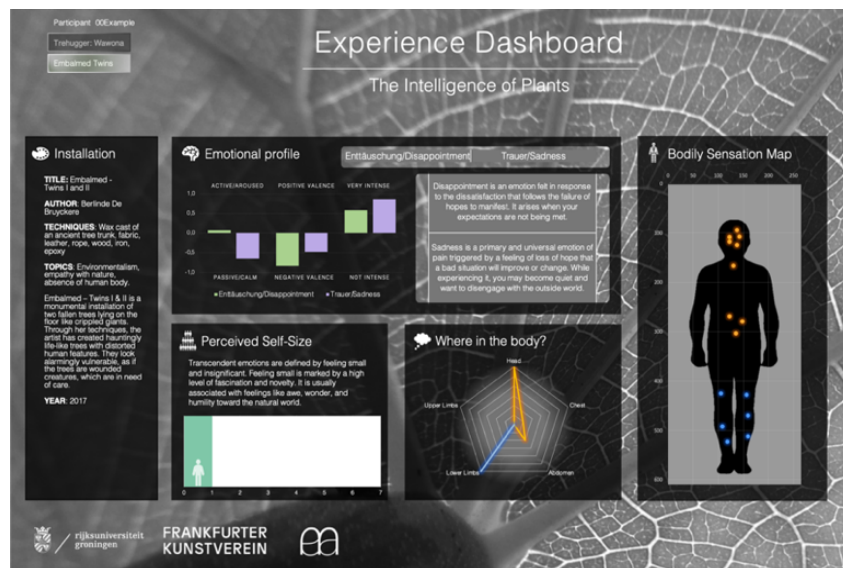 Participant 00Example
Trehugger: Wawona
Embalmed Twins
Experience Dashboard
The Intelligence of Plants
Installation
TITLE: Embalmed -
Twins I and II
AUTHOR: Berlinde De
Bruyckere
TECHNIQUES: Wax cast of
an ancient tree trunk, fabric,
leather, rope, wood, iron,
epoxy
TOPICS: Environmentalism,
empathy with nature,
absence of human body.
Embalmed – Twins I & II is a
monumental installation of
two fallen trees lying on the
floor like crippled giants.
Through her techniques, the
artist has created hauntingly
life-like trees with distorted
human features. They look
alarmingly vulnerable, as if
the trees are wounded
creatures, which are in need
of care.
YEAR: 2017
Emotional profile
Enttäuschung/Disappointment Trauer/Sadness
ACTIVE/AROUSED POSITIVE VALENCE VERY INTENSE
1,0
0,5
0,0
-0,5
-1,0
PASSIVE/CALM NEGATIVE VALENCE NOT INTENSE
Enttäuschung/Disappointment Trauer/Sadness
Disappointment is an emotion felt in response
to the dissatisfaction that follows the failure of
hopes to manifest. It arises when your
expectations are not being met.
Sadness is a primary and universal emotion of
pain triggered by a feeling of loss of hope that
a bad situation will improve or change. While
experiencing it, you may become quiet and
want to disengage with the outside world.
Perceived Self-Size
Transcendent emotions are defined by feeling small
and insignificant. Feeling small is marked by a high
level of fascination and novelty. It is usually
associated with feelings like awe, wonder, and
humility toward the natural world.
0 1 2 3 4 5 6 7
Where in the body?
Head
Upper Limbs Chest
Lower Limbs Abdomen
Bodily Sensation Map
0 50 100 150 200 250
0
100
200
300
400
500
600
rijksuniversiteit
groningen
FRANKFURTER
KUNSTVEREIN